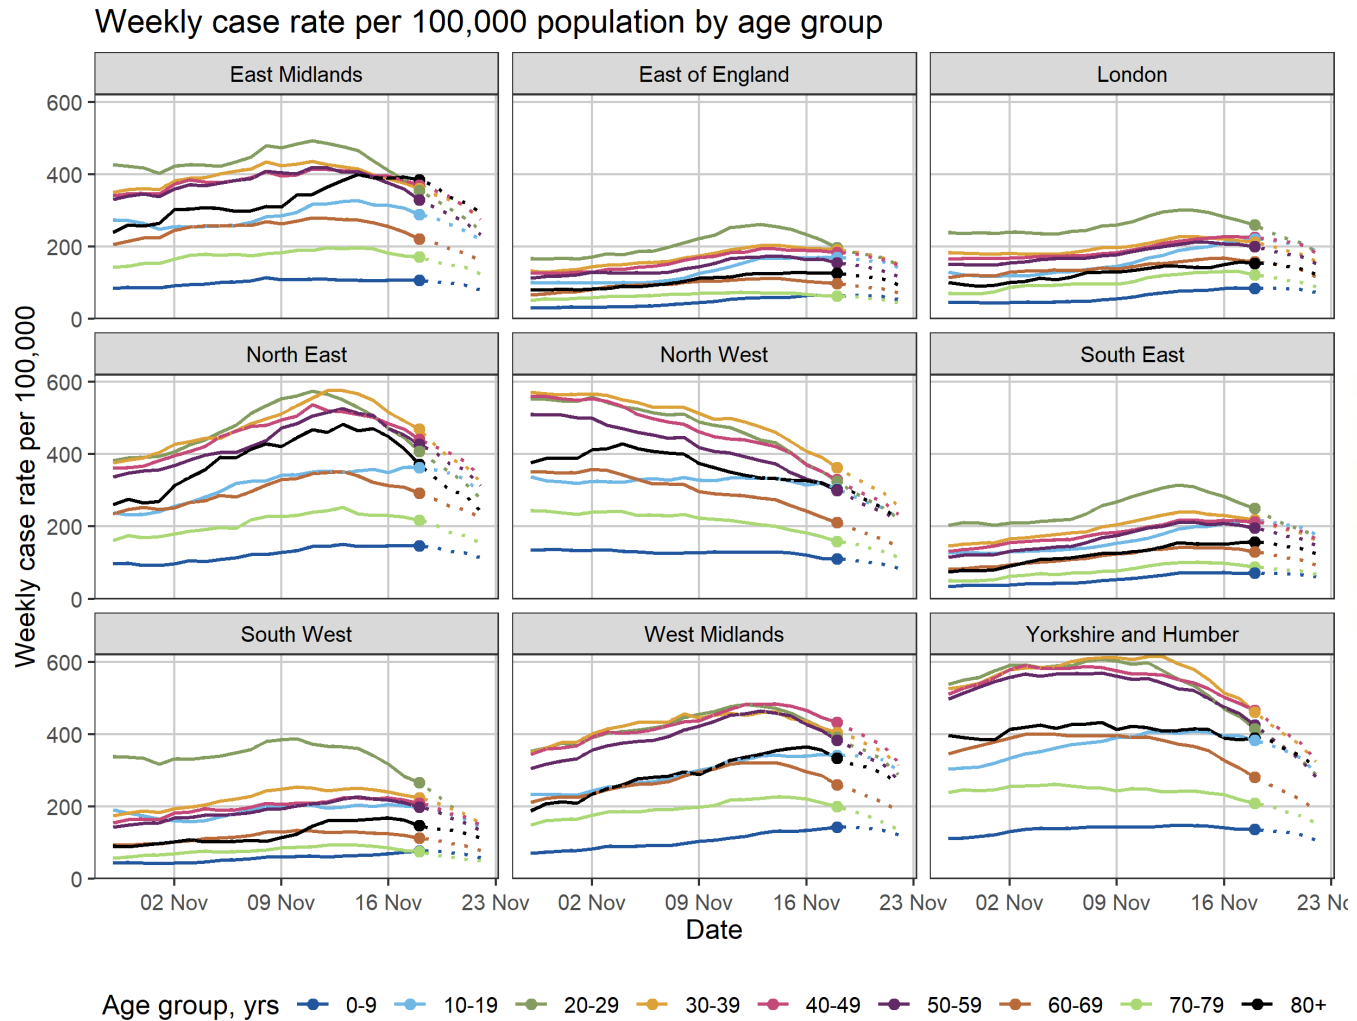 Weekly case rate per 100,000 population by age group
East Midlands
East of England
London
600
400
200
0
North East
North West
South East
600
400
200
0
South West
West Midlands
Yorkshire and Humber
600
400
200
0
Weekly case rate per 100,000
02 Nov 09 Nov 16 Nov 23 Nov 02 Nov 09 Nov 16 Nov 23 Nov 02 Nov 09 Nov 16 Nov 23
Date
Age group, yrs 0-9 10-19 20-29 30-39 40-49 50-59 60-69 70-79 80+